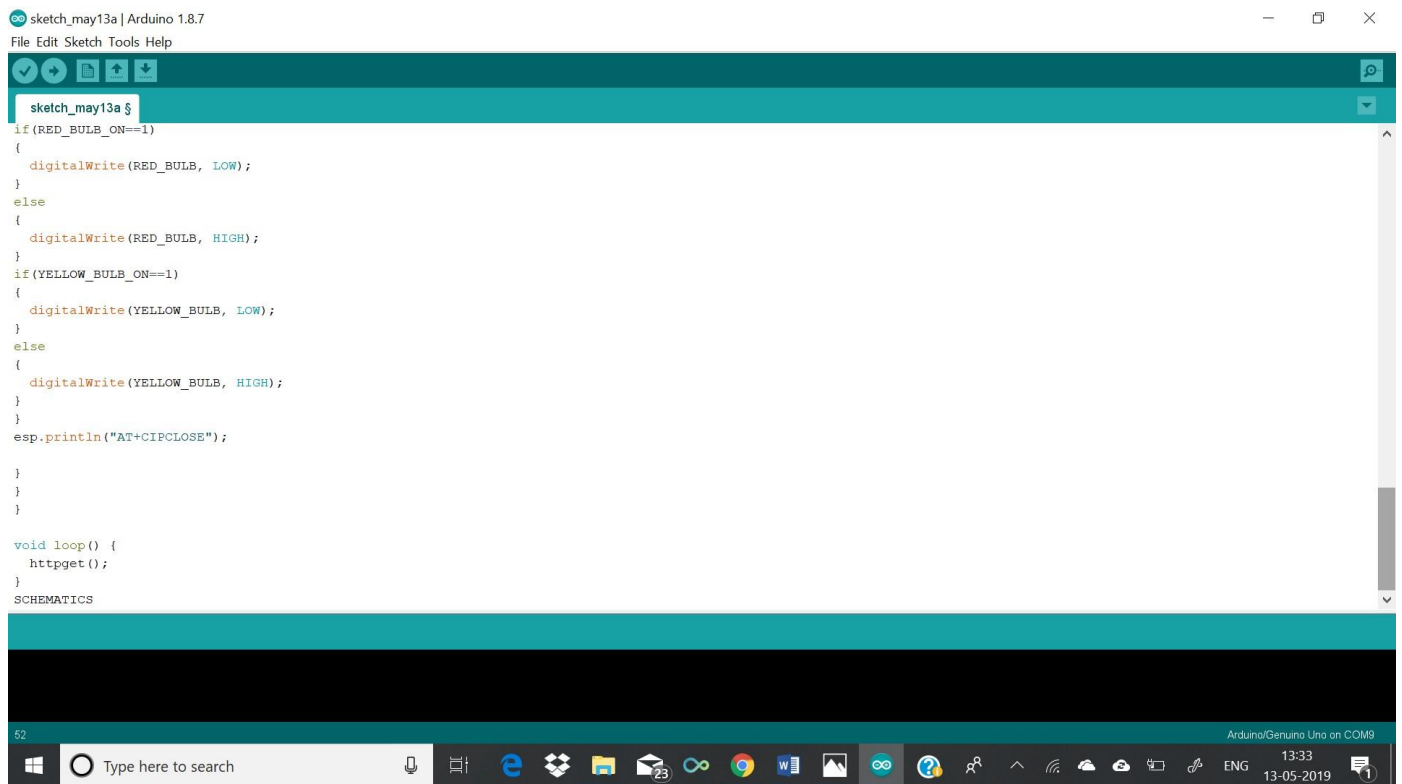 sketch_may13a | Arduino 1.8.7
File Edit Sketch Tools Help
sketch_may13a §
if(RED_BULB_ON==1)
{
  digitalWrite(RED_BULB, LOW);
}
else
{
  digitalWrite(RED_BULB, HIGH);
}
if(YELLOW_BULB_ON==1)
{
  digitalWrite(YELLOW_BULB, LOW);
}
else
{
  digitalWrite(YELLOW_BULB, HIGH);
}
}
esp.println("AT+CIPCLOSE");

}
}
}

void loop() {
  httpget();
}
SCHEMATICS
52 Arduino/Genuino Uno on COM9
Type here to search 23 ENG 13:33 1
13-05-2019